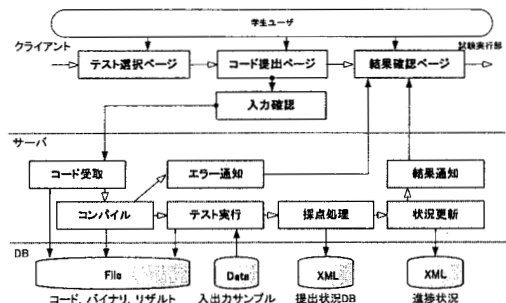 学生ユーザ
クライアント
試験実行部
テスト選択ページ
コード提出ページ
結果確認ページ
入力確認
サーバ
コード受取
エラー通知
結果通知
コンパイル
テスト実行
採点処理
状況更新
DB
File
Data
XML
XML
コード、バイナリ、リザルト
入出力サンプル
提出状況DB
進捗状況